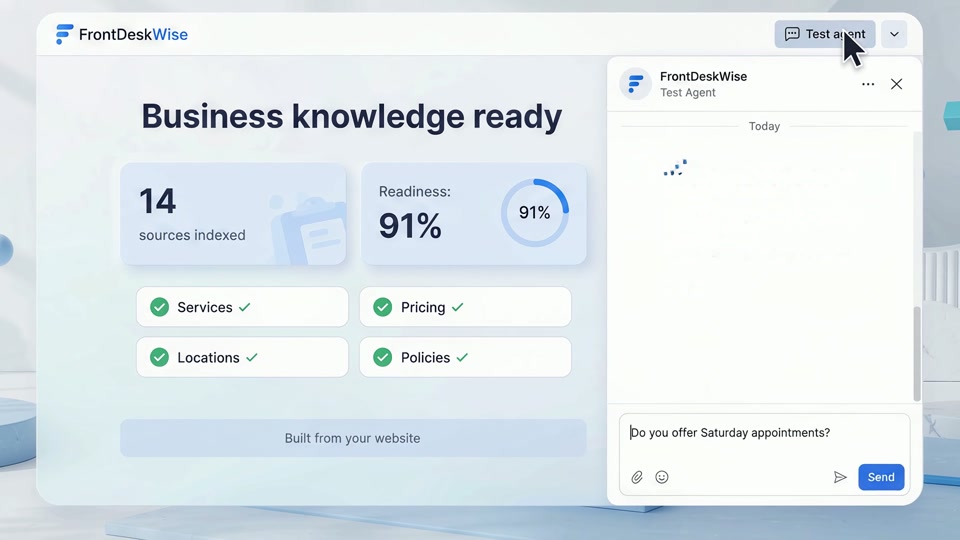 FrontDeskWise
Test agent
Business knowledge ready
14
sources indexed
Readiness:
91%
91%
Services
Pricing
Locations
Policies
Built from your website
FrontDeskWise
Test Agent
Today
Do you offer Saturday appointments?
Send